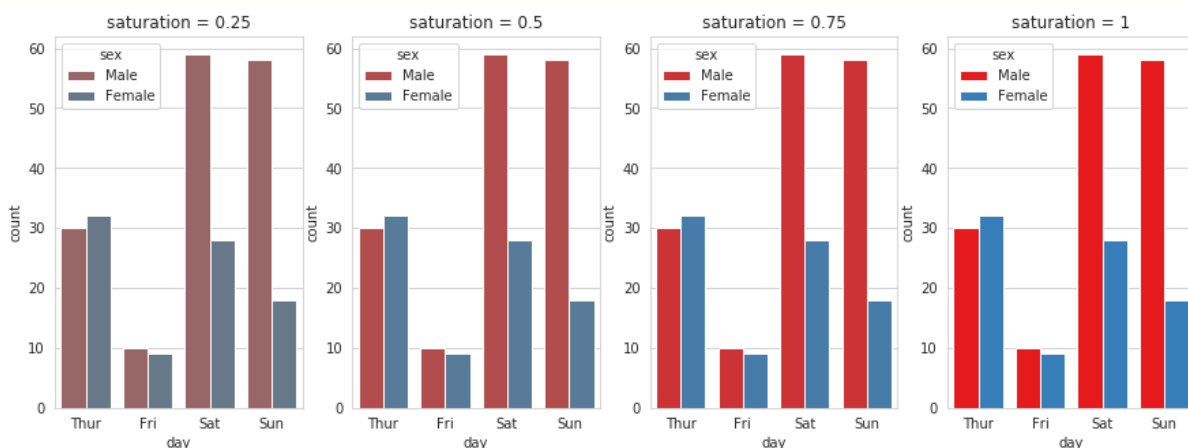 saturation = 0.25
60
50
40
30
20
10
0
count
sex
Male
Female
Thur Fri Sat Sun
day
saturation = 0.5
60
50
40
30
20
10
0
count
sex
Male
Female
Thur Fri Sat Sun
day
saturation = 0.75
60
50
40
30
20
10
0
count
sex
Male
Female
Thur Fri Sat Sun
day
saturation = 1
60
50
40
30
20
10
0
count
sex
Male
Female
Thur Fri Sat Sun
day